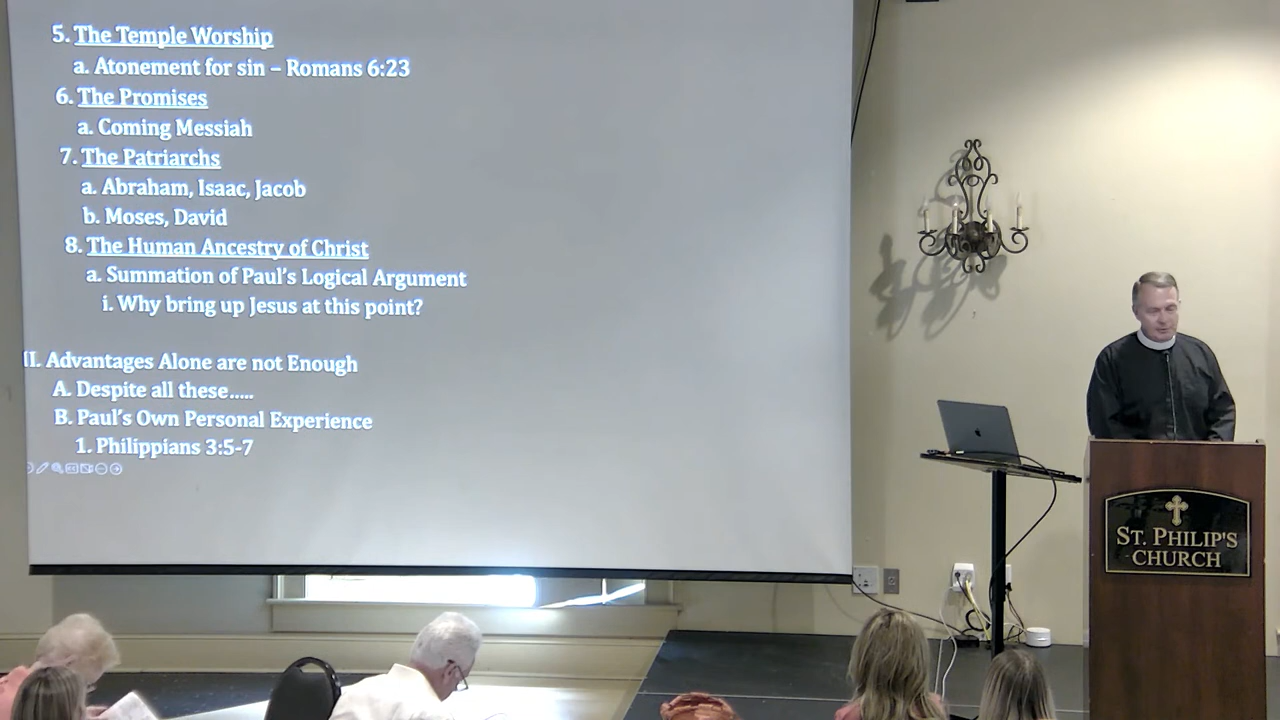 5. The Temple Worship
a. Atonement for sin – Romans 6:23
6. The Promises
a. Coming Messiah
7. The Patriarchs
a. Abraham, Isaac, Jacob
b. Moses, David
8. The Human Ancestry of Christ
a. Summation of Paul's Logical Argument
i. Why bring up Jesus at this point?
II. Advantages Alone are not Enough
A. Despite all these.....
B. Paul's Own Personal Experience
1. Philippians 3:5-7
ST. PHILIP'S
CHURCH